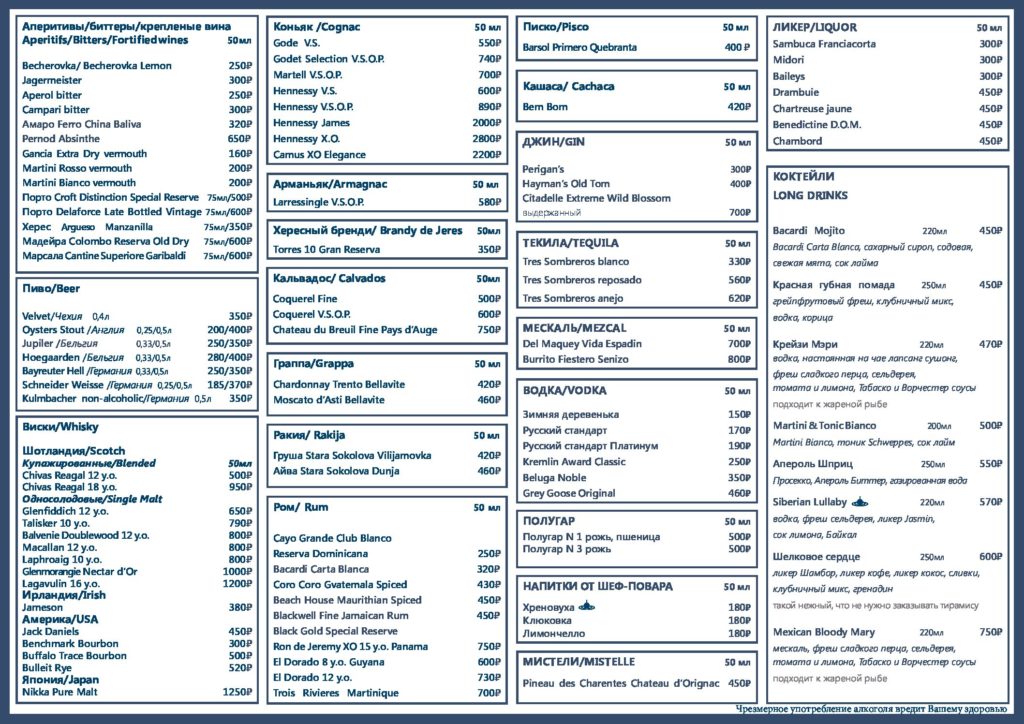 Аперитивы/биттеры/крепленые вина
Aperitifs/Bitters/Fortifiedwines 50мл
Becherovka/ Becherovka Lemon 250₽
Jagermeister 300₽
Aperol bitter 250₽
Campari bitter 300₽
Амаро Ferro China Baliva 320₽
Pernod Absinthe 650₽
Gancia Extra Dry vermouth 160₽
Martini Rosso vermouth 200₽
Martini Bianco vermouth 200₽
Порто Croft Distinction Special Reserve 75мл/500₽
Порто Delaforce Late Bottled Vintage 75мл/600₽
Херес Argueso Manzanilla 75мл/350₽
Мадейра Colombo Reserva Old Dry 75мл/600₽
Марсала Cantine Superiore Garibaldi 75мл/600₽
Пиво/Beer
Velvet/Чехия 0,4л 350₽
Oysters Stout /Англия 0,25/0,5л 200/400₽
Jupiler /Бельгия 0,33/0,5л 250/350₽
Hoegaarden /Бельгия 0,33/0,5л 280/400₽
Bayreuter Hell /Германия 0,33/0,5л 250/350₽
Schneider Weisse /Германия 0,25/0,5л 185/370₽
Kulmbacher non-alcoholic/Германия 0,5л 350₽
Виски/Whisky
Шотландия/Scotch
Купажированные/Blended 50мл
Chivas Reagal 12 y.o. 500₽
Chivas Reagal 18 y.o. 950₽
Односолодовые/Single Malt
Glenfiddich 12 y.o. 650₽
Talisker 10 y.o. 790₽
Balvenie Doublewood 12 y.o. 800₽
Macallan 12 y.o. 800₽
Laphroaig 10 y.o. 800₽
Glenmorangie Nectar d'Or 1000₽
Lagavulin 16 y.o. 1200₽
Ирландия/Irish
Jameson 380₽
Америка/USA
Jack Daniels 450₽
Benchmark Bourbon 300₽
Buffalo Trace Bourbon 500₽
Bulleit Rye 520₽
Япония/Japan
Nikka Pure Malt 1250₽
Коньяк /Cognac 50 мл
Gode V.S. 550₽
Godet Selection V.S.O.P. 740₽
Martell V.S.O.P. 700₽
Hennessy V.S. 600₽
Hennessy V.S.O.P. 890₽
Hennessy James 2000₽
Hennessy X.O. 2800₽
Camus XO Elegance 2200₽
Арманьяк/Armagnac 50 мл
Larressingle V.S.O.P. 580₽
Хересный бренди/ Brandy de Jeres 50мл
Torres 10 Gran Reserva 350₽
Кальвадос/ Calvados 50мл
Coquerel Fine 500₽
Coquerel V.S.O.P. 600₽
Chateau du Breuil Fine Pays d'Auge 750₽
Граппа/Grappa 50 мл
Chardonnay Trento Bellavite 420₽
Moscato d'Asti Bellavite 460₽
Ракия/ Rakija 50 мл
Груша Stara Sokolova Vilijamovka 420₽
Айва Stara Sokolova Dunja 460₽
Ром/ Rum 50 мл
Cayo Grande Club Blanco
Reserva Dominicana 250₽
Bacardi Carta Blanca 320₽
Coro Coro Gvatemala Spiced 430₽
Beach House Maurithian Spiced 450₽
Blackwell Fine Jamaican Rum 450₽
Black Gold Special Reserve
Ron de Jeremy XO 15 y.o. Panama 750₽
El Dorado 8 y.o. Guyana 600₽
El Dorado 12 y.o. 730₽
Trois Rivieres Martinique 700₽
Писко/Pisco 50 мл
Barsol Primero Quebranta 400 ₽
Кашаса/ Cachaca 50 мл
Bem Bom 420₽
ДЖИН/GIN 50 мл
Perigan's 300₽
Hayman's Old Tom 400₽
Citadelle Extreme Wild Blossom
выдержанный 700₽
ТЕКИЛА/TEQUILA 50 мл
Tres Sombreros blanco 330₽
Tres Sombreros reposado 560₽
Tres Sombreros anejo 620₽
МЕСКАЛЬ/MEZCAL 50 мл
Del Maquey Vida Espadin 700₽
Burrito Fiestero Senizo 800₽
ВОДКА/VODKA 50 мл
Зимняя деревенька 150₽
Русский стандарт 170₽
Русский стандарт Платинум 190₽
Kremlin Award Classic 250₽
Beluga Noble 350₽
Grey Goose Original 460₽
ПОЛУГАР 50 мл
Полугар N 1 рожь, пшеница 500₽
Полугар N 3 рожь 500₽
НАПИТКИ ОТ ШЕФ-ПОВАРА 50 мл
Хреновуха 180₽
Клюковка 180₽
Лимончелло 180₽
МИСТЕЛИ/MISTELLE 50 мл
Pineau des Charentes Chateau d'Orignac 450₽
ЛИКЕР/LIQUOR 50 мл
Sambuca Franciacorta 300₽
Midori 300₽
Baileys 300₽
Drambuie 450₽
Chartreuse jaune 450₽
Benedictine D.O.M. 450₽
Chambord 450₽
КОКТЕЙЛИ
LONG DRINKS
Bacardi Mojito 220мл 450₽
Bacardi Carta Blanca, сахарный сироп, содовая,
свежая мята, сок лайма
Красная губная помада 250мл 450₽
грейпфрутовый фреш, клубничный микс,
водка, корица
Крейзи Мэри 220мл 470₽
водка, настоянная на чае лапсанг сушонг,
фреш сладкого перца, сельдерея,
томата и лимона, Табаско и Ворчестер соусы
подходит к жареной рыбе
Martini & Tonic Bianco 200мл 500₽
Martini Bianco, тоник Schweppes, сок лайм
Апероль Шприц 250мл 550₽
Просекко, Апероль Биттер, газированная вода
Siberian Lullaby 220мл 570₽
водка, фреш сельдерея, ликер Jasmin,
сок лимона, Байкал
Шелковое сердце 250мл 600₽
ликер Шамбор, ликер кофе, ликер кокос, сливки,
клубничный микс, гренадин
такой нежный, что не нужно заказывать тирамису
Mexican Bloody Mary 220мл 750₽
мескаль, фреш сладкого перца, сельдерея,
томата и лимона, Табаско и Ворчестер соусы
подходит к жареной рыбе
Чрезмерное употребление алкоголя вредит Вашему здоровью